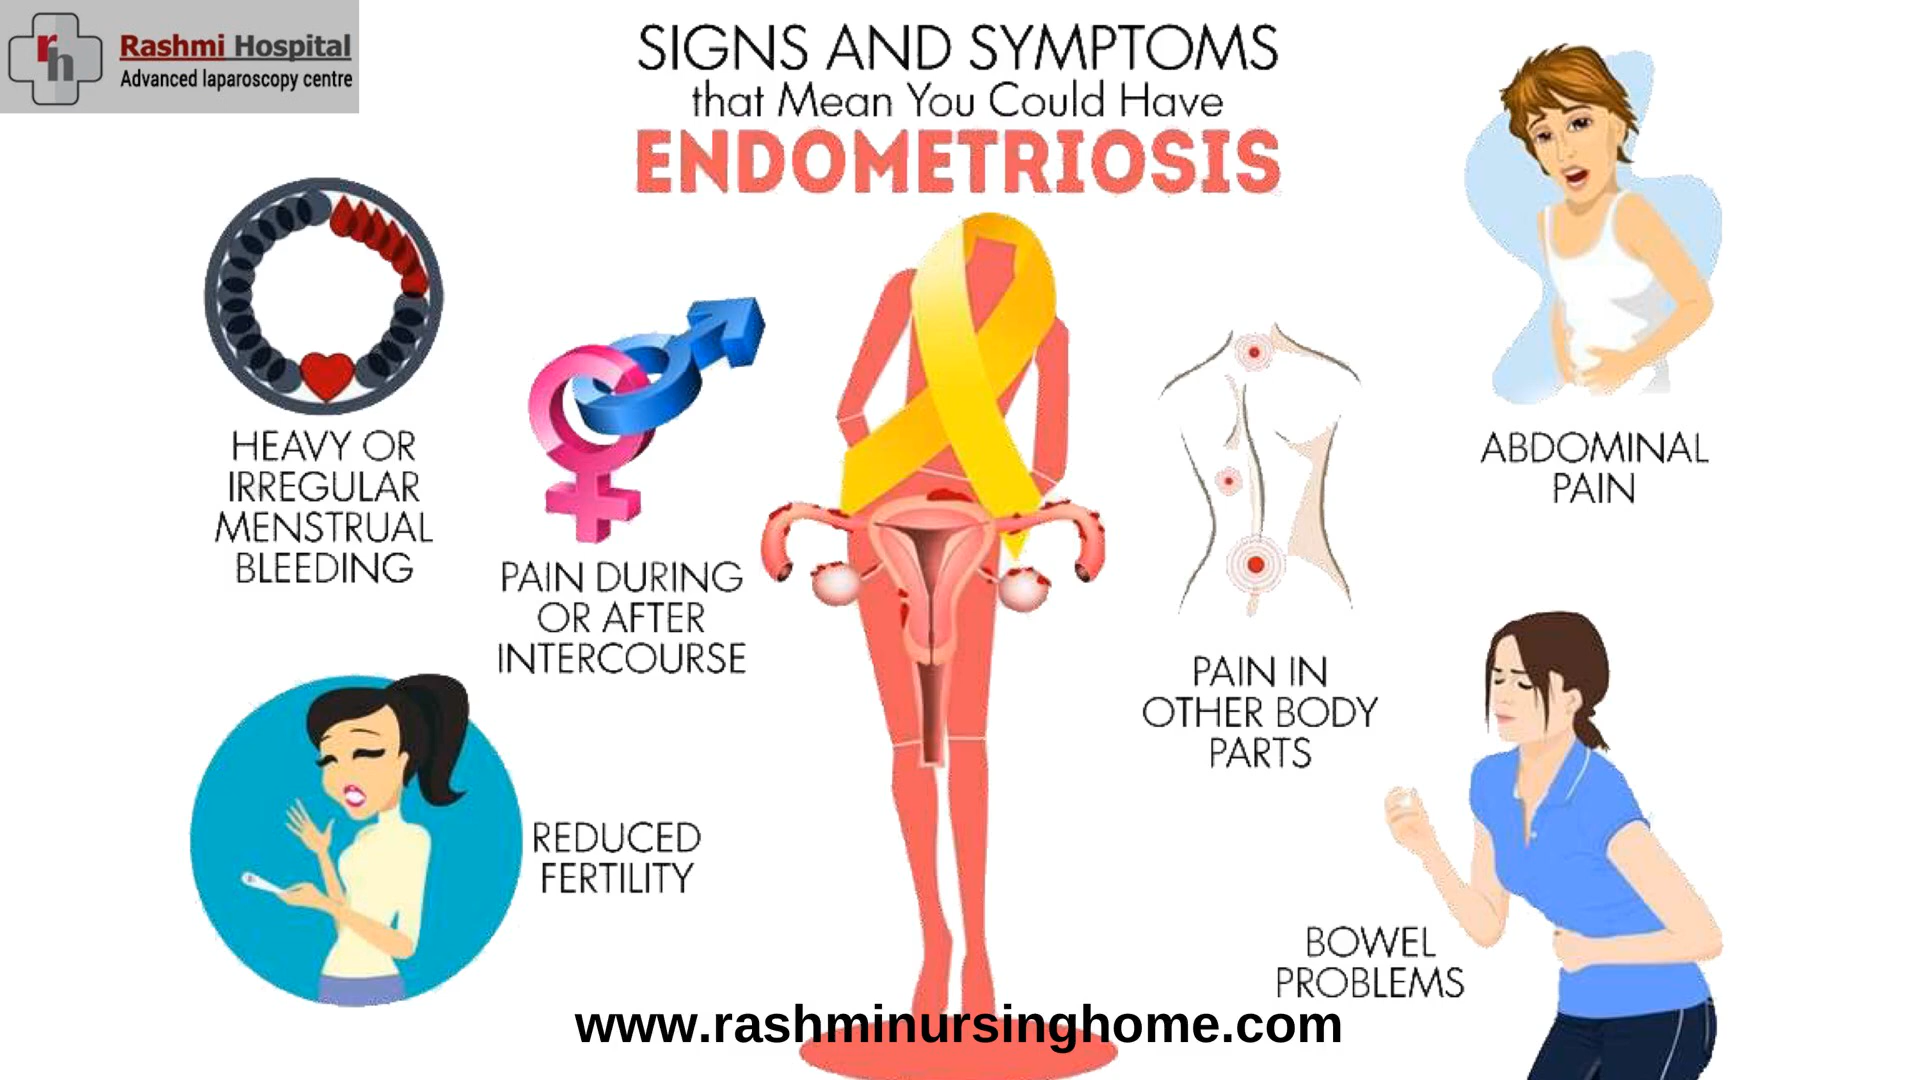 rh
Rashmi Hospital
Advanced laparoscopy centre
SIGNS AND SYMPTOMS
that Mean You Could Have
ENDOMETRIOSIS
HEAVY OR
IRREGULAR
MENSTRUAL
BLEEDING
PAIN DURING
OR AFTER
INTERCOURSE
REDUCED
FERTILITY
ABDOMINAL
PAIN
PAIN IN
OTHER BODY
PARTS
BOWEL
PROBLEMS
www.rashminursinghome.com